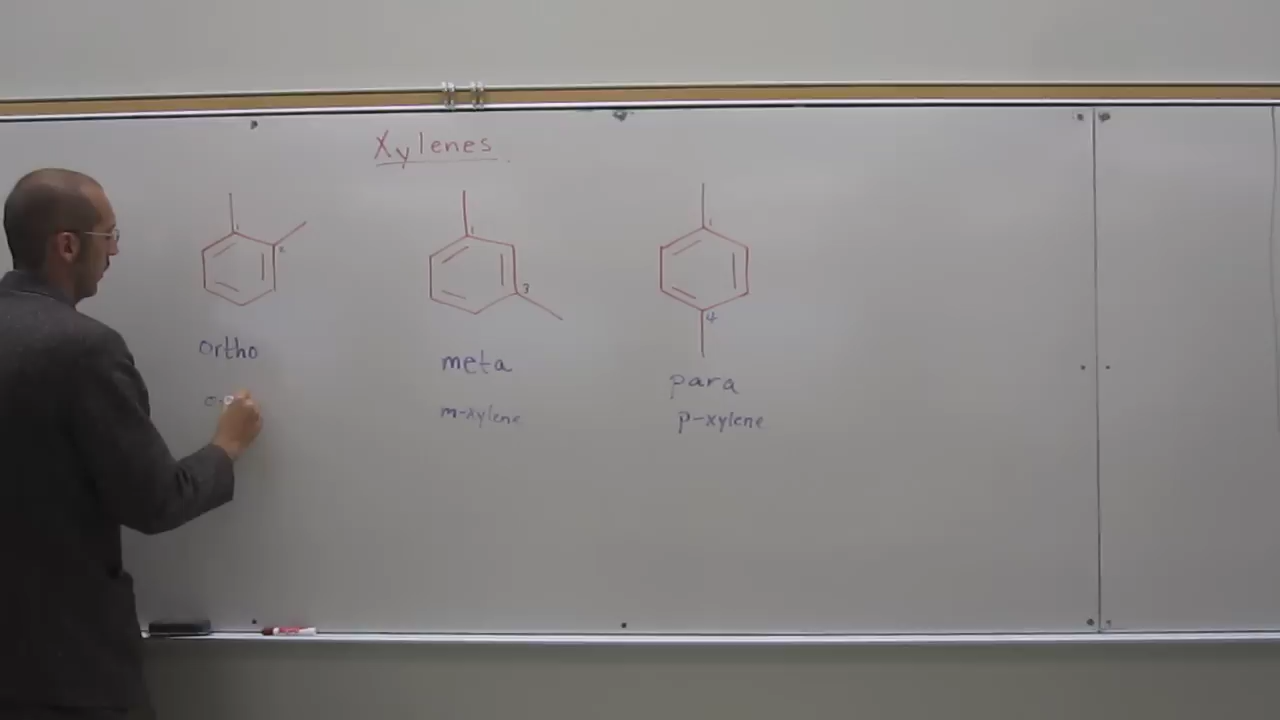 Xylenes
1
2
1
3
1
4
ortho
meta
para
m-xylene
p-xylene